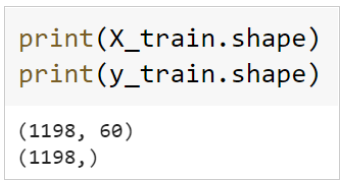 print(X_train.shape)
print(y_train.shape)
(1198, 60)
(1198,)